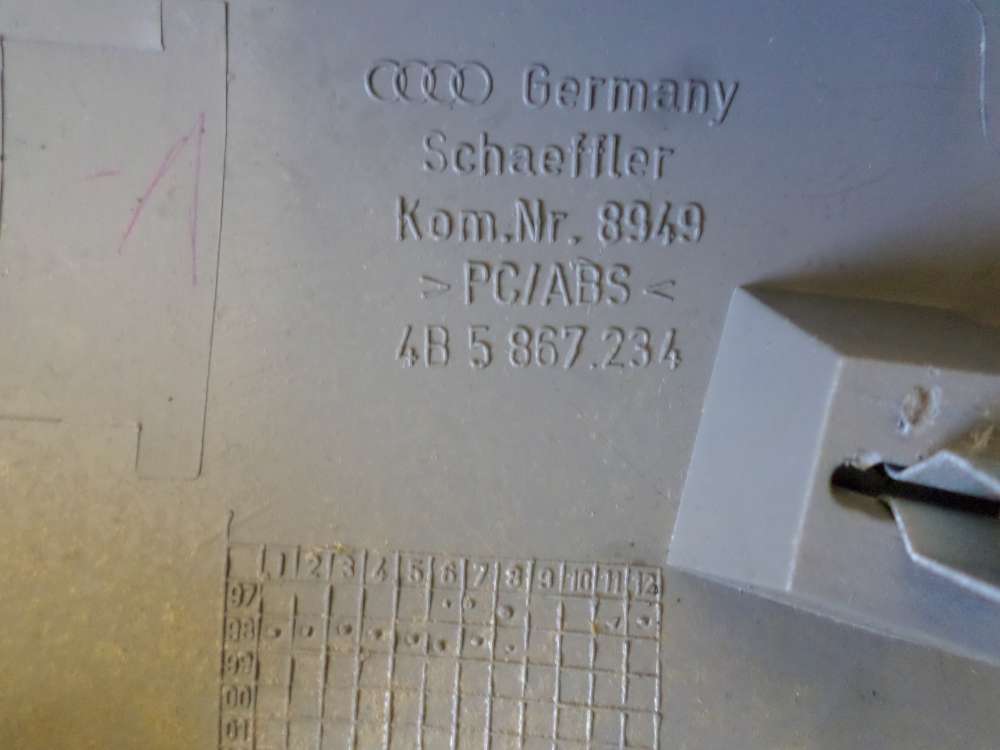 Germany
Schaeffler
Kom.Nr. 8949
> PC/ABS <
4B 5 867.234
1 2 3 4 5 6 7 8 9 10 11 12
97
98
99
00
01